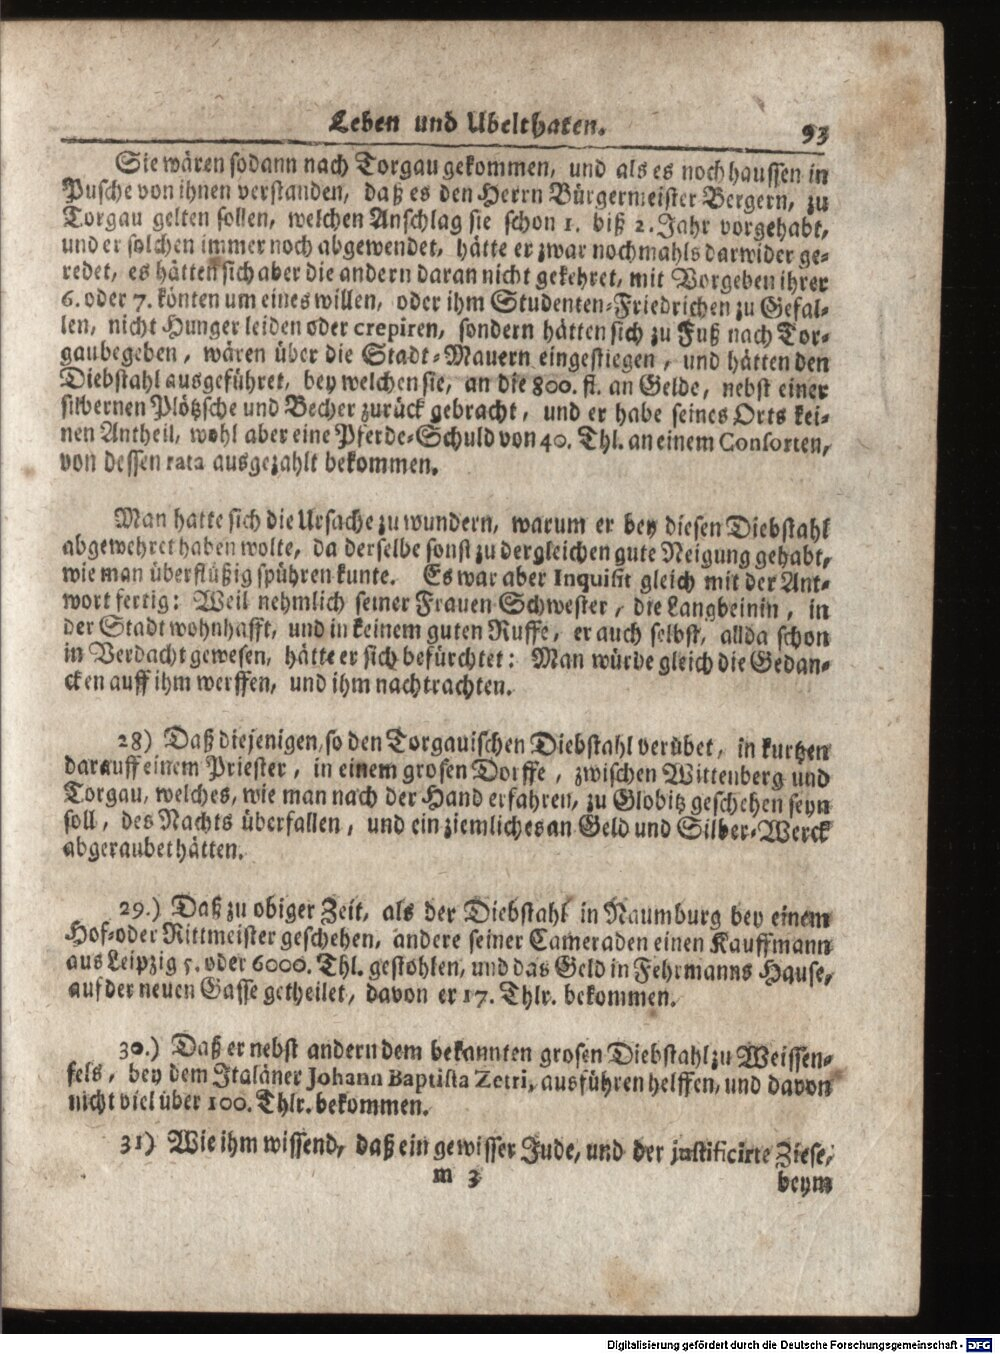 Leben und Ubelthaten. 93
Sie wären sodann nach Torgau gekommen, und als es noch haussen in
Pusche von ihnen verstanden, daß es den Herrn Bürgermeister Bergern, zu
Torgau gelten sollen, welchen Anschlag sie schon 1. biß 2. Jahr vorgehabt,
und er solchen immer noch abgewendet, hätte er zwar nochmahls darwider ge-
redet, es hätten sich aber die andern daran nicht gekehret, mit Vorgeben ihrer
6. oder 7. könten um eines willen, oder ihm Studenten-Friedrichen zu Gefal-
len, nicht Hunger leiden oder crepiren, sondern hätten sich zu Fuß nach Tor-
gau begeben, wären über die Stadt-Mauern eingestiegen, und hätten den
Diebstahl ausgeführet, bey welchen sie, an die 800. fl. an Gelde, nebst einer
silbernen Plötzsche und Becher zurück gebracht, und er habe seines Orts kei-
nen Antheil, wohl aber eine Pferde-Schuld von 40. Thl. an einem Consorten,
von dessen rata ausgezahlt bekommen.
Man hatte sich die Ursache zu wundern, warum er bey diesen Diebstahl
abgewehret haben wolte, da derselbe sonst zu dergleichen gute Neigung gehabt,
wie man überflüßig spühren kunte. Es war aber Inquisit gleich mit der Ant-
wort fertig: Weil nehmlich seiner Frauen Schwester, die Langbeinin, in
der Stadt wohnhafft, und in keinem guten Ruffe, er auch selbst, allda schon
in Verdacht gewesen, hätte er sich befürchtet: Man würde gleich die Gedan-
cken auff ihm werffen, und ihm nachtrachten.
28) Daß diejenigen, so den Torgauischen Diebstahl verübet, in kurtzen
darauff einem Priester, in einem grosen Dorffe, zwischen Wittenberg und
Torgau, welches, wie man nach der Hand erfahren, zu Globitz geschehen seyn
soll, des Nachts überfallen, und ein ziemliches an Geld und Silber-Werck
abgeraubet hätten.
29.) Daß zu obiger Zeit, als der Diebstahl in Naumburg bey einem
Hof-oder Rittmeister geschehen, andere seiner Cameraden einen Kauffmann
aus Leipzig 5. oder 6000. Thl. gestohlen, und das Geld in Fehrmanns Hause,
auf der neuen Gasse getheilet, davon er 17. Thlr. bekommen.
30.) Daß er nebst andern dem bekannten grosen Diebstahl zu Weissen-
fels, bey dem Italäner Johann Baptista Zetri, ausführen helffen, und davon
nicht viel über 100. Thlr. bekommen.
31) Wie ihm wissend, daß ein gewisser Jude, und der justificirte Ziese,
m 3 beym
Digitalisierung gefördert durch die Deutsche Forschungsgemeinschaft - DFG